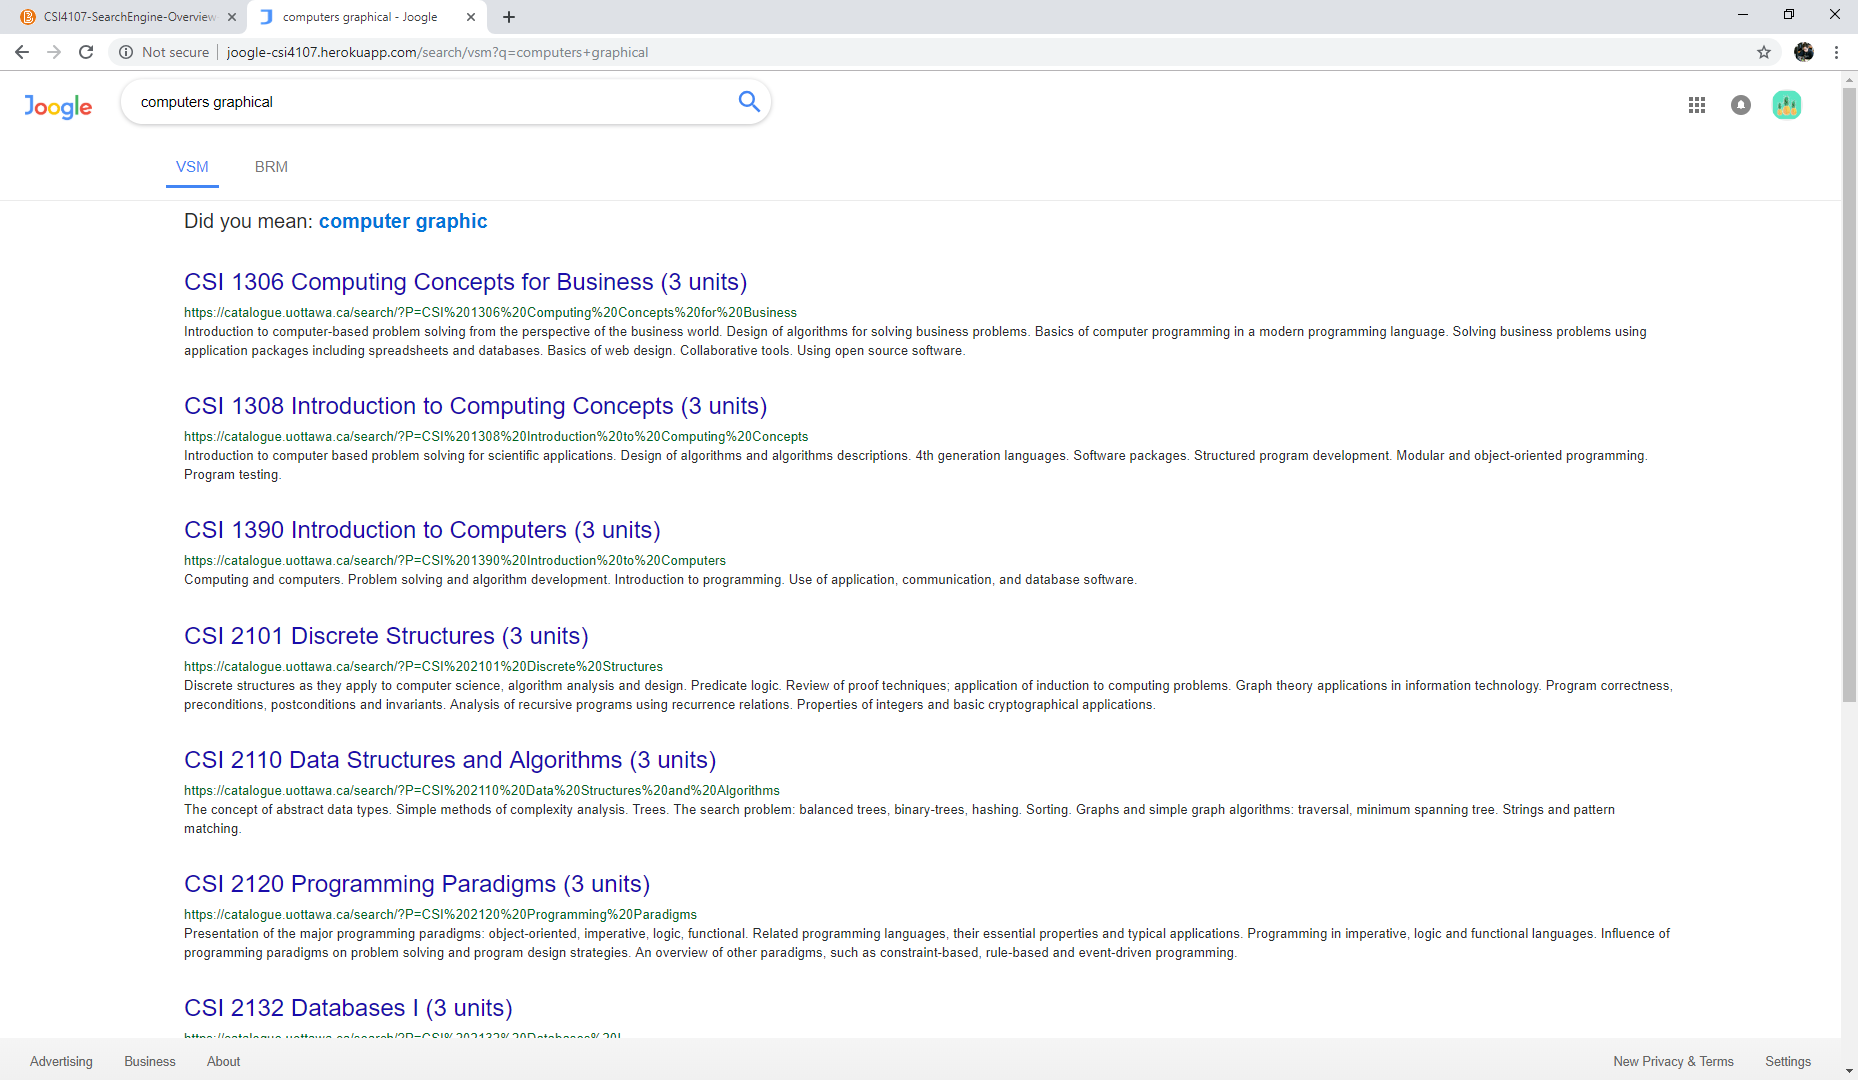 CSI4107-SearchEngine-Overview
computers graphical - Joogle
Not secure
joogle-csi4107.herokuapp.com/search/vsm?q=computers+graphical
Joogle
computers graphical
VSM
BRM
Did you mean: computer graphic
CSI 1306 Computing Concepts for Business (3 units)
https://catalogue.uottawa.ca/search/?P=CSI%201306%20Computing%20Concepts%20for%20Business
Introduction to computer-based problem solving from the perspective of the business world. Design of algorithms for solving business problems. Basics of computer programming in a modern programming language. Solving business problems using
application packages including spreadsheets and databases. Basics of web design. Collaborative tools. Using open source software.
CSI 1308 Introduction to Computing Concepts (3 units)
https://catalogue.uottawa.ca/search/?P=CSI%201308%20Introduction%20to%20Computing%20Concepts
Introduction to computer based problem solving for scientific applications. Design of algorithms and algorithms descriptions. 4th generation languages. Software packages. Structured program development. Modular and object-oriented programming.
Program testing.
CSI 1390 Introduction to Computers (3 units)
https://catalogue.uottawa.ca/search/?P=CSI%201390%20Introduction%20to%20Computers
Computing and computers. Problem solving and algorithm development. Introduction to programming. Use of application, communication, and database software.
CSI 2101 Discrete Structures (3 units)
https://catalogue.uottawa.ca/search/?P=CSI%202101%20Discrete%20Structures
Discrete structures as they apply to computer science, algorithm analysis and design. Predicate logic. Review of proof techniques; application of induction to computing problems. Graph theory applications in information technology. Program correctness,
preconditions, postconditions and invariants. Analysis of recursive programs using recurrence relations. Properties of integers and basic cryptographical applications.
CSI 2110 Data Structures and Algorithms (3 units)
https://catalogue.uottawa.ca/search/?P=CSI%202110%20Data%20Structures%20and%20Algorithms
The concept of abstract data types. Simple methods of complexity analysis. Trees. The search problem: balanced trees, binary-trees, hashing. Sorting. Graphs and simple graph algorithms: traversal, minimum spanning tree. Strings and pattern
matching.
CSI 2120 Programming Paradigms (3 units)
https://catalogue.uottawa.ca/search/?P=CSI%202120%20Programming%20Paradigms
Presentation of the major programming paradigms: object-oriented, imperative, logic, functional. Related programming languages, their essential properties and typical applications. Programming in imperative, logic and functional languages. Influence of
programming paradigms on problem solving and program design strategies. An overview of other paradigms, such as constraint-based, rule-based and event-driven programming.
CSI 2132 Databases I (3 units)
https://catalogue.uottawa.ca/search/?P=CSI%202132%20Databases%20I
Advertising
Business
About
New Privacy & Terms
Settings